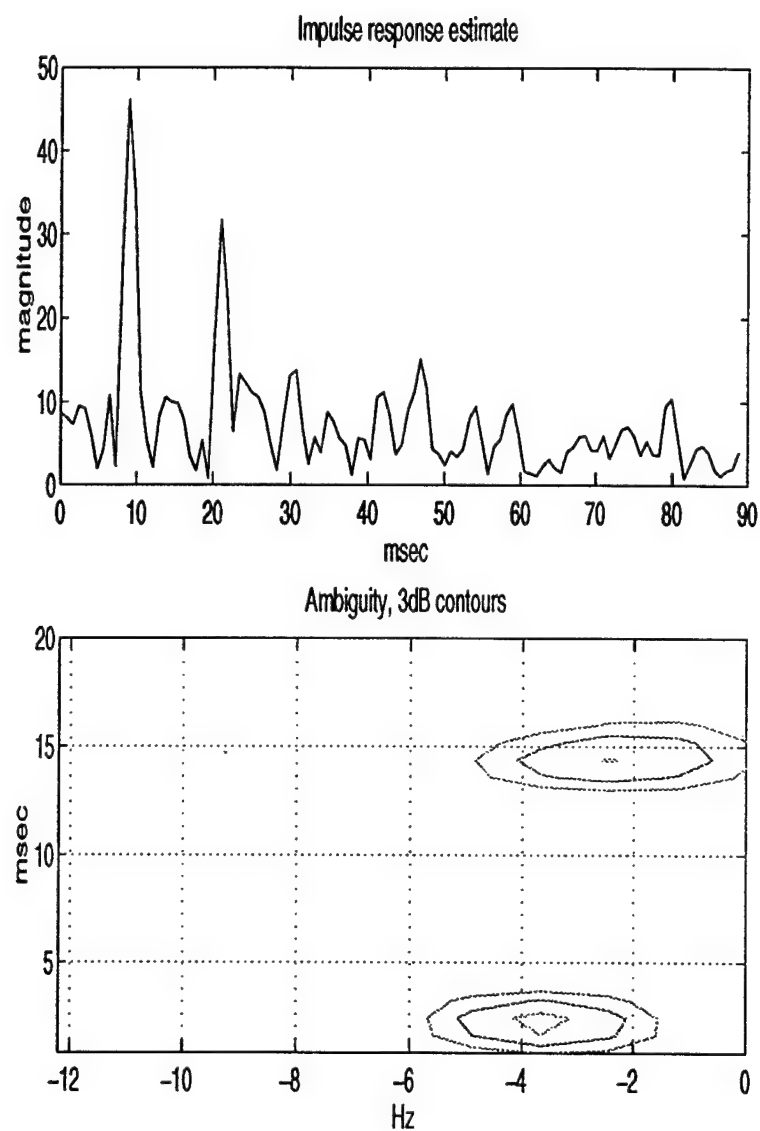 Impulse response estimate
50
40
30
20
10
0
magnitude
0 10 20 30 40 50 60 70 80 90
msec
Ambiguity, 3dB contours
20
15
10
5
msec
−12 −10 −8 −6 −4 −2 0
Hz